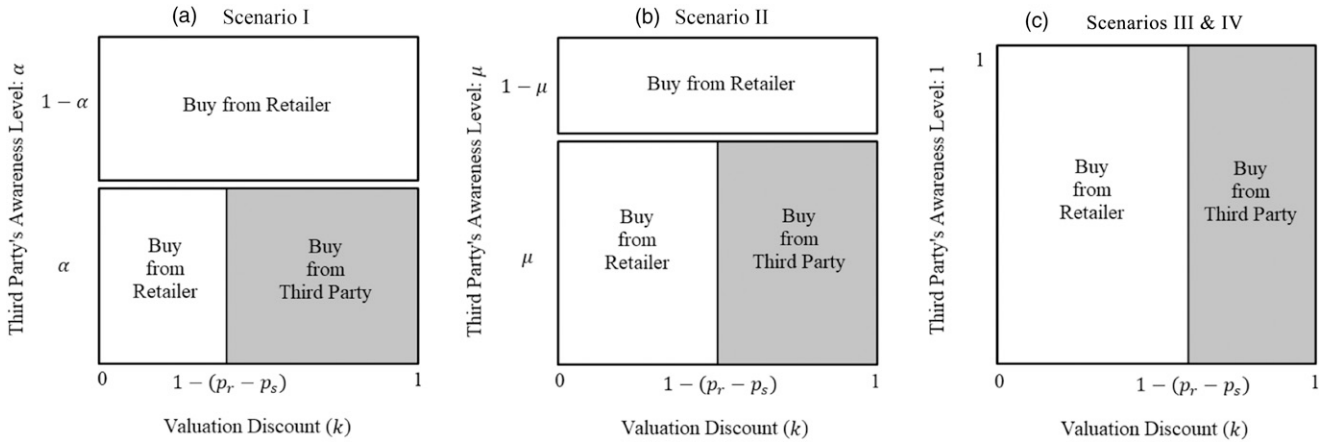 (a) Scenario I
Third Party's Awareness Level: α
1 − α
Buy from Retailer
α
Buy
from
Retailer
Buy
from
Third Party
0
1 − (p_r − p_s)
1
Valuation Discount (k)
(b) Scenario II
Third Party's Awareness Level: μ
1 − μ
Buy from Retailer
μ
Buy
from
Retailer
Buy
from
Third Party
0
1 − (p_r − p_s)
1
Valuation Discount (k)
(c) Scenarios III & IV
Third Party's Awareness Level: 1
1
Buy
from
Retailer
Buy
from
Third Party
0
1 − (p_r − p_s)
1
Valuation Discount (k)